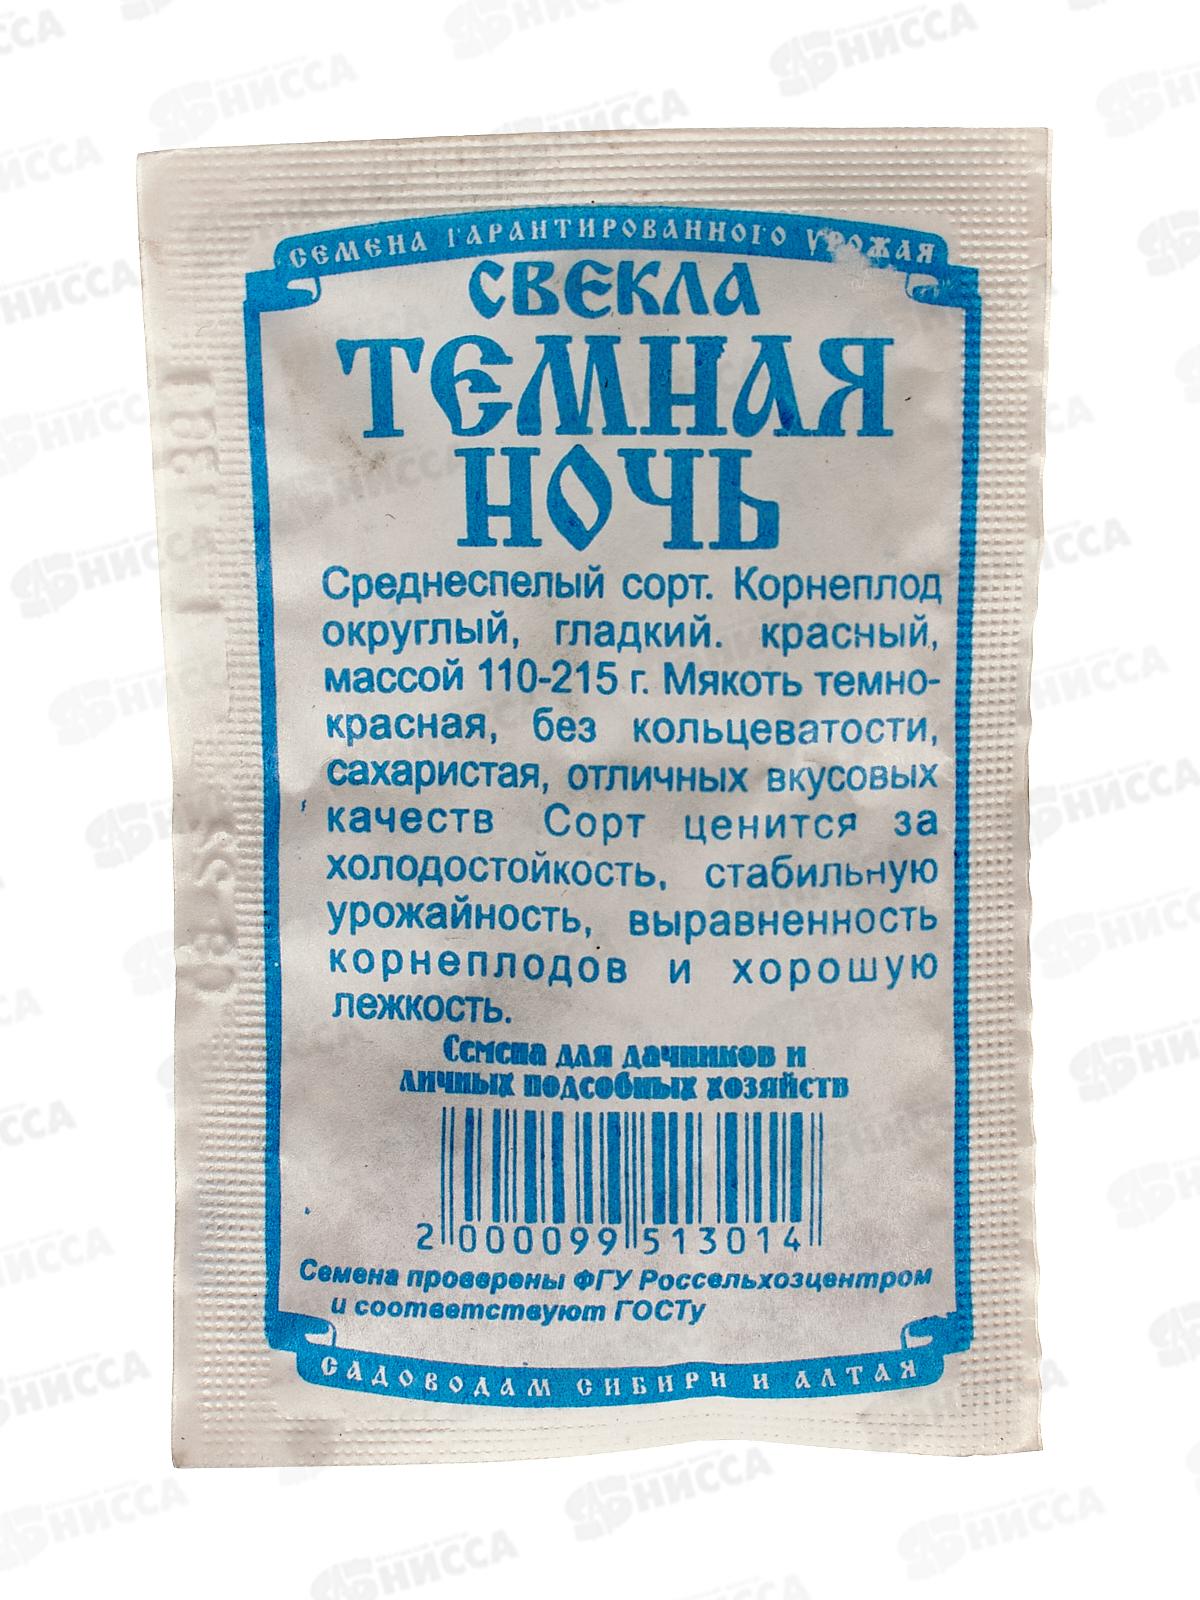 СЕМЕНА ГАРАНТИРОВАННОГО УРОЖАЯ
СВЕКЛА
ТЕМНАЯ
НОЧЬ
Среднеспелый сорт. Корнеплод
округлый, гладкий. красный,
массой 110-215 г. Мякоть темно-
красная, без кольцеватости,
сахаристая, отличных вкусовых
качеств Сорт ценится за
холодостойкость, стабильную
урожайность, выравненность
корнеплодов и хорошую
лежкость.
Семена для дачников и
личных подсобных хозяйств
2 000099 513014
Семена проверены ФГУ Россельхозцентром
и соответствуют ГОСТу
САДОВОДАМ СИБИРИ И АЛТАЯ